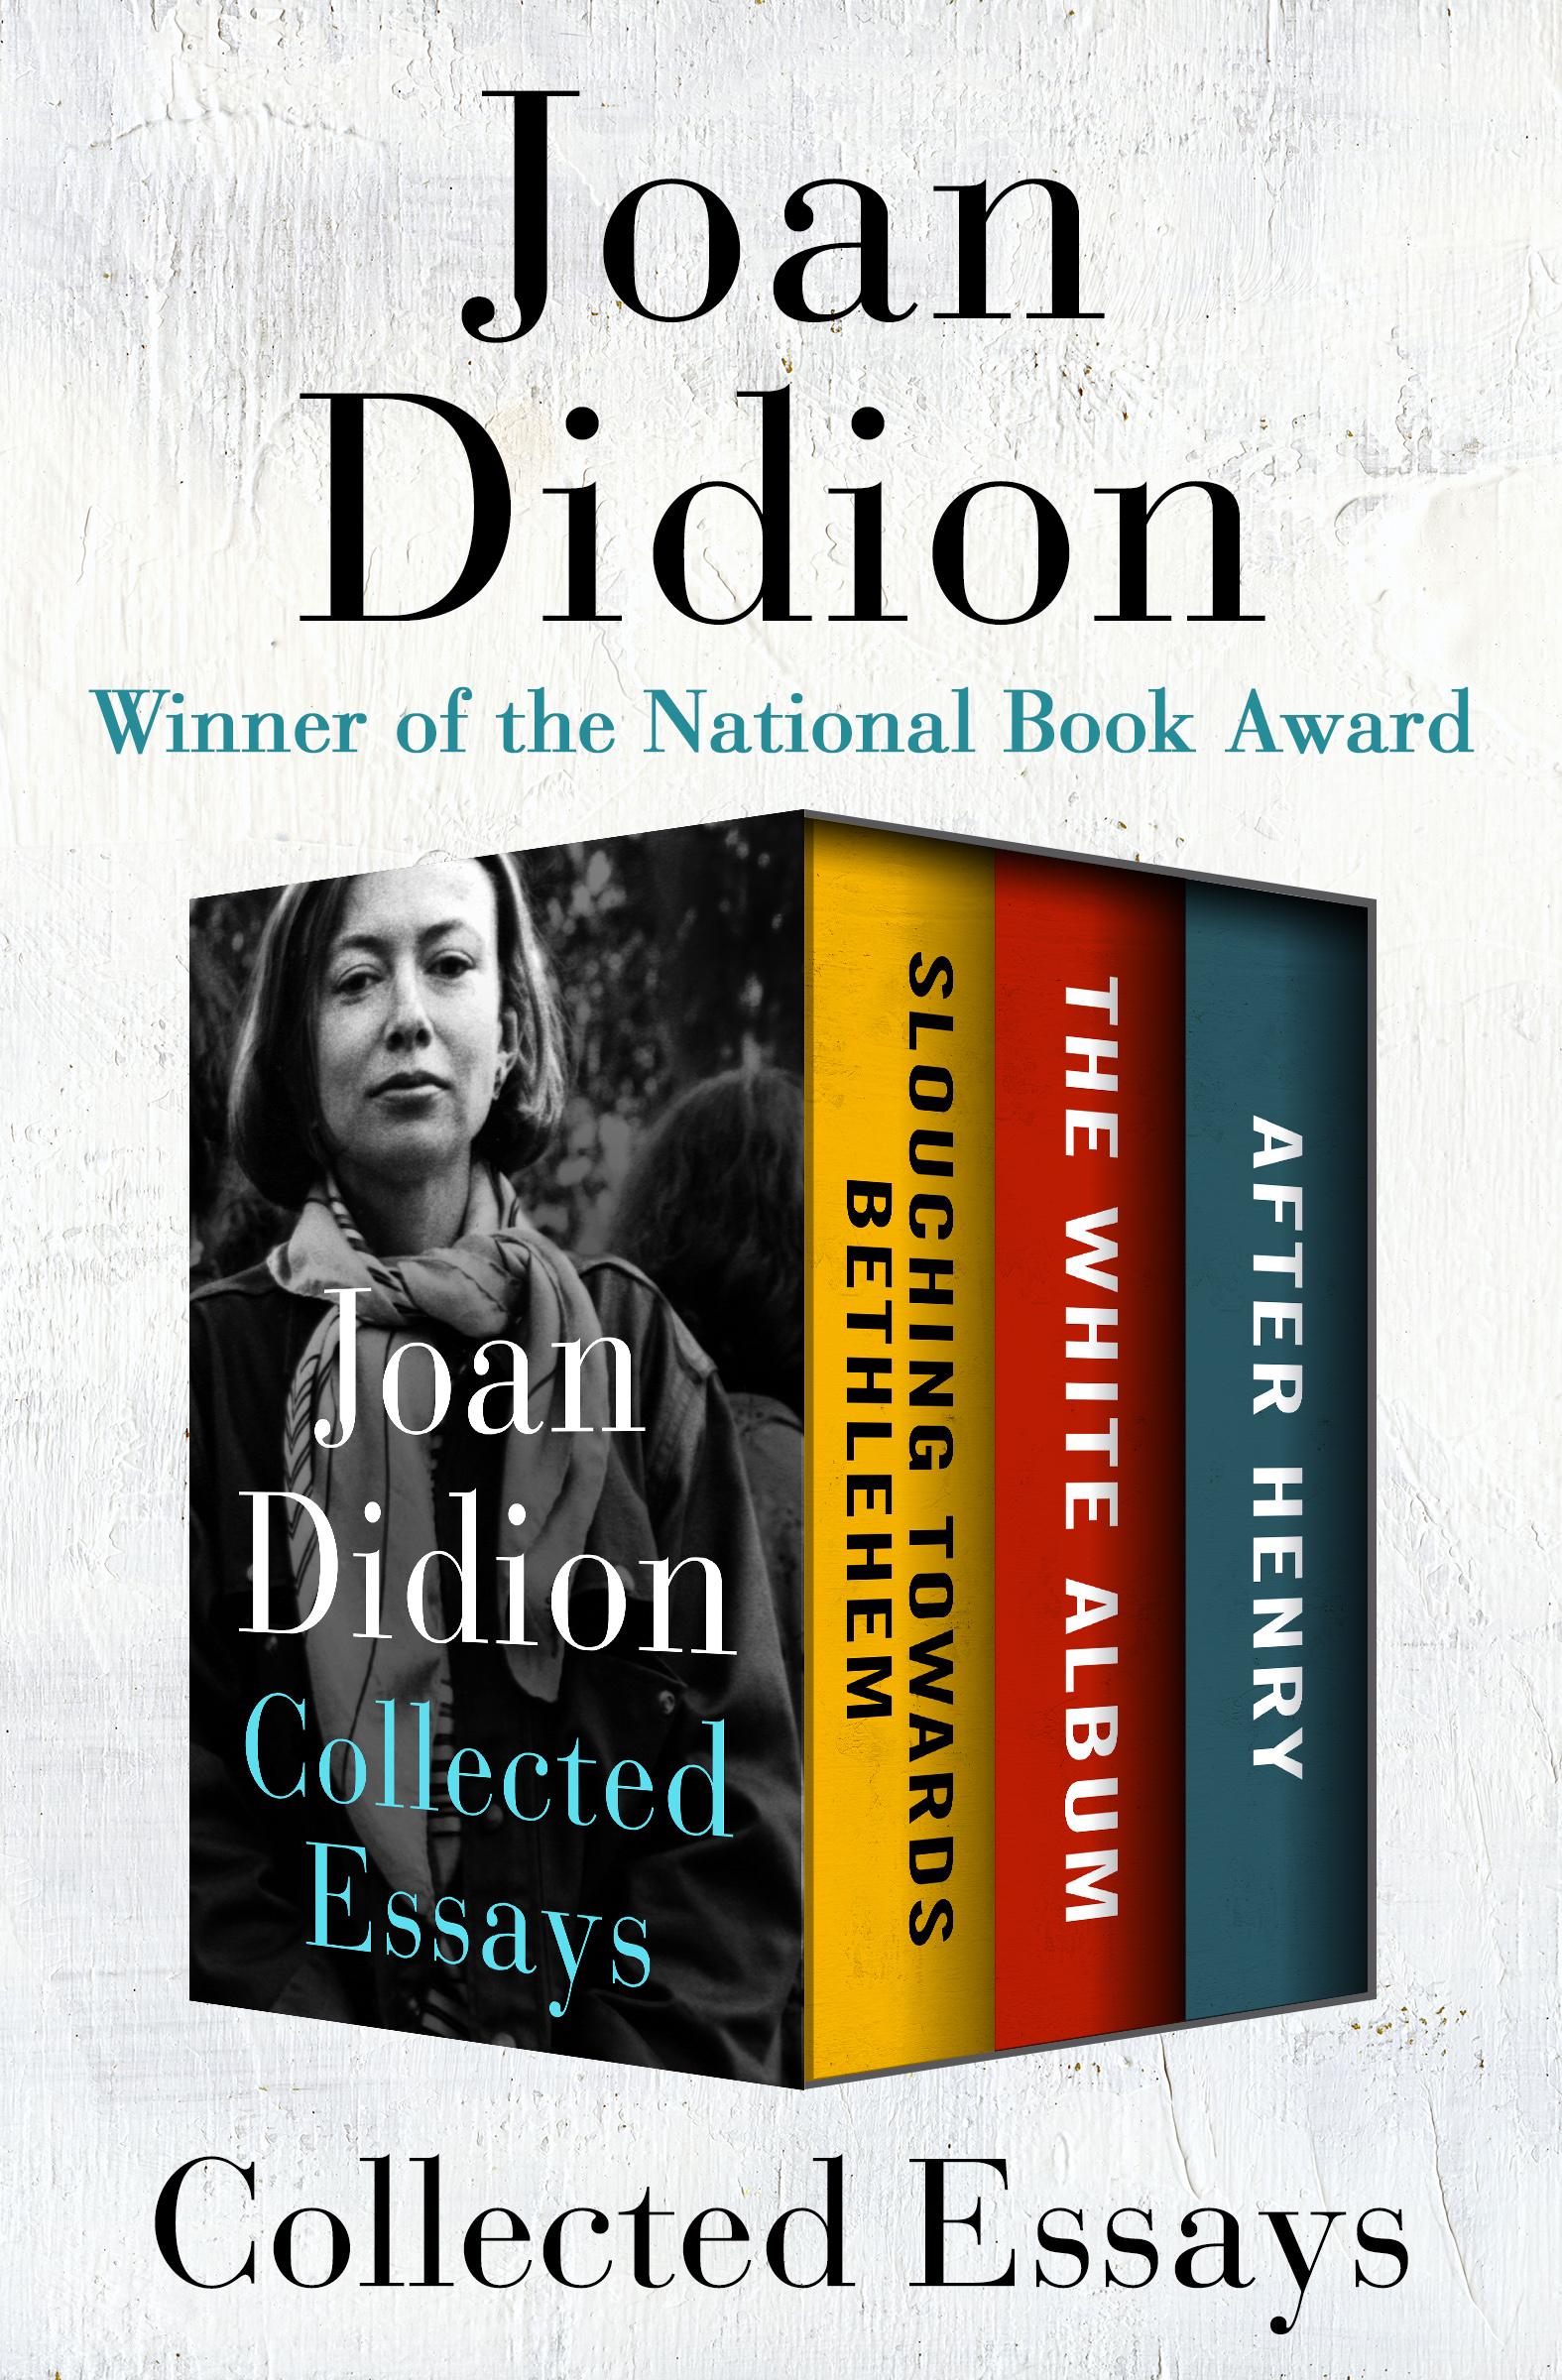 Joan
Didion
Winner of the National Book Award
Joan
Didion
Collected
Essays
SLOUCHING TOWARDS
BETHLEHEM
THE WHITE ALBUM
AFTER HENRY
Collected Essays